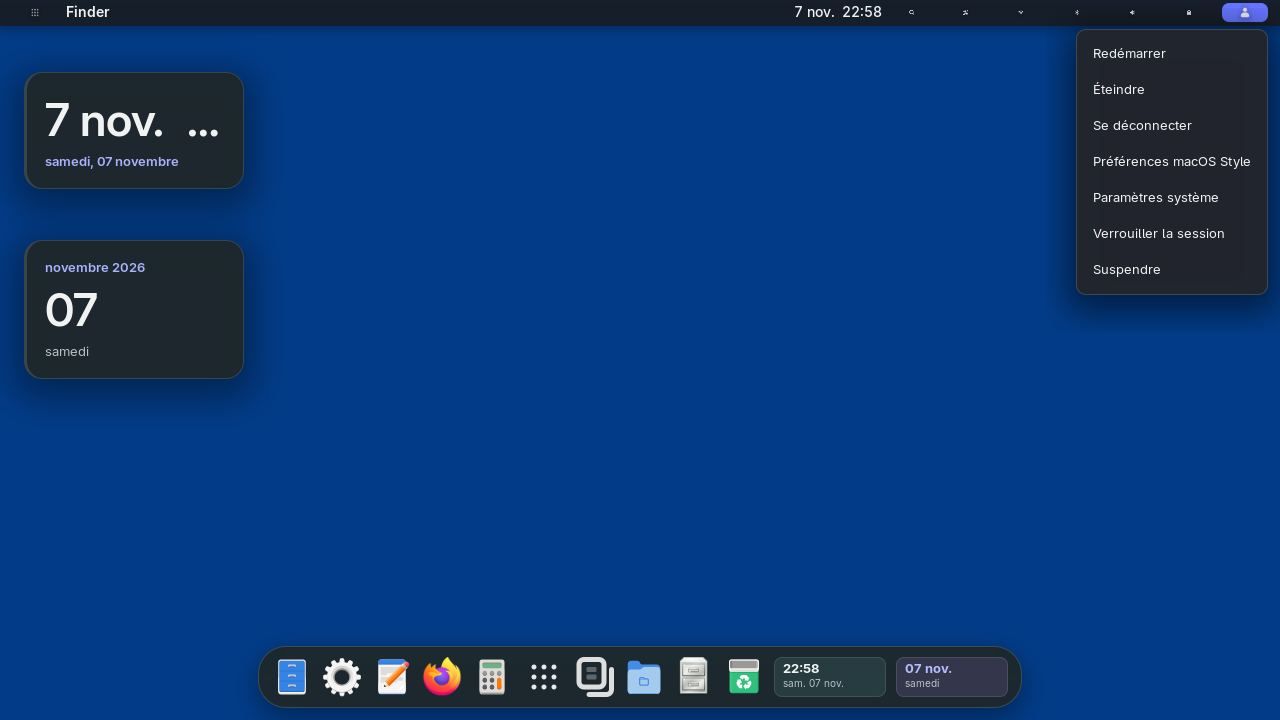 Finder
7 nov.  22:58
Redémarrer
Éteindre
Se déconnecter
Préférences macOS Style
Paramètres système
Verrouiller la session
Suspendre
7 nov.  ...
samedi, 07 novembre
novembre 2026
07
samedi
22:58
sam. 07 nov.
07 nov.
samedi